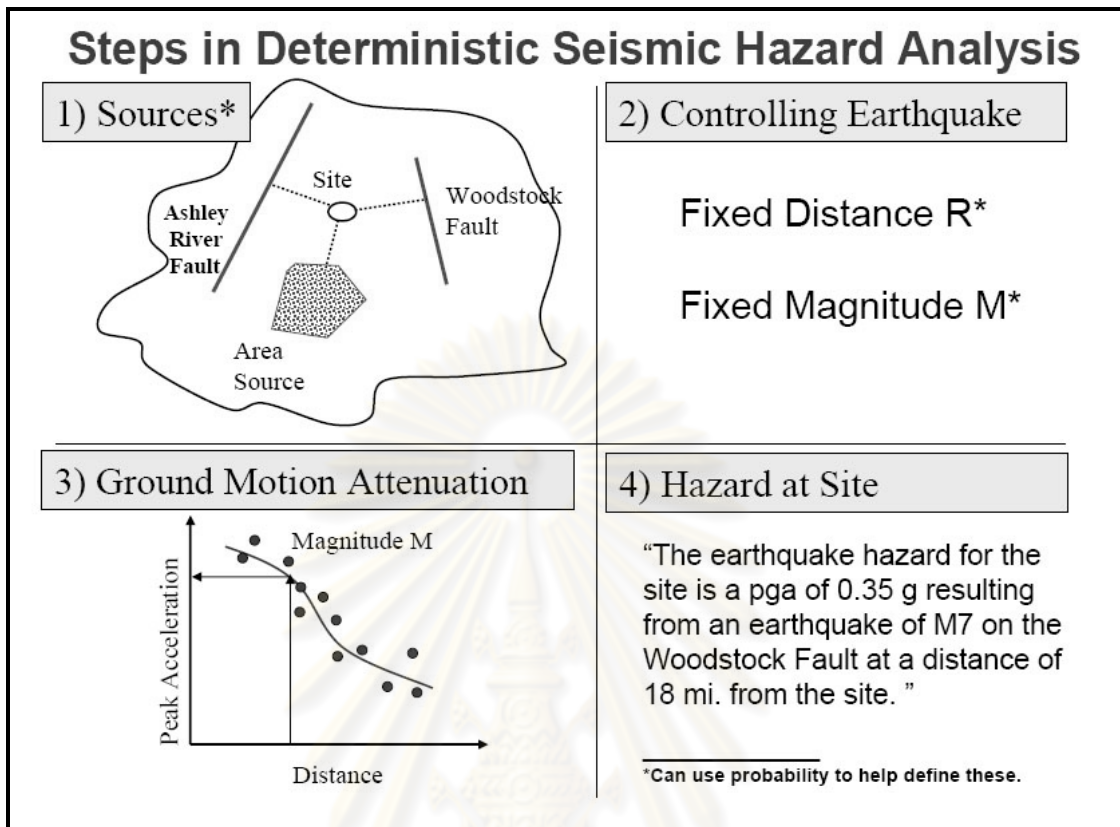 Steps in Deterministic Seismic Hazard Analysis
1) Sources*
Site
Ashley
River
Fault
Woodstock
Fault
Area
Source
2) Controlling Earthquake
Fixed Distance R*
Fixed Magnitude M*
3) Ground Motion Attenuation
Magnitude M
Peak Acceleration
Distance
4) Hazard at Site
“The earthquake hazard for the
site is a pga of 0.35 g resulting
from an earthquake of M7 on the
Woodstock Fault at a distance of
18 mi. from the site. ”
*Can use probability to help define these.